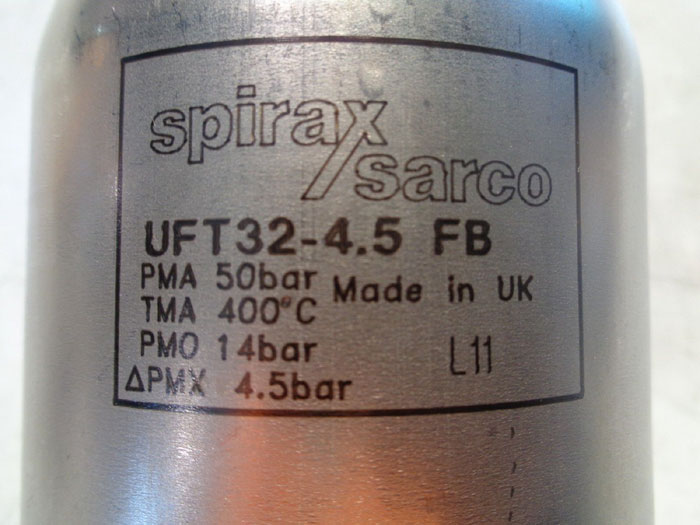 spirax
/sarco
UFT32-4.5 FB
PMA 50bar Made in UK
TMA 400°C
PMO 14bar L11
ΔPMX 4.5bar